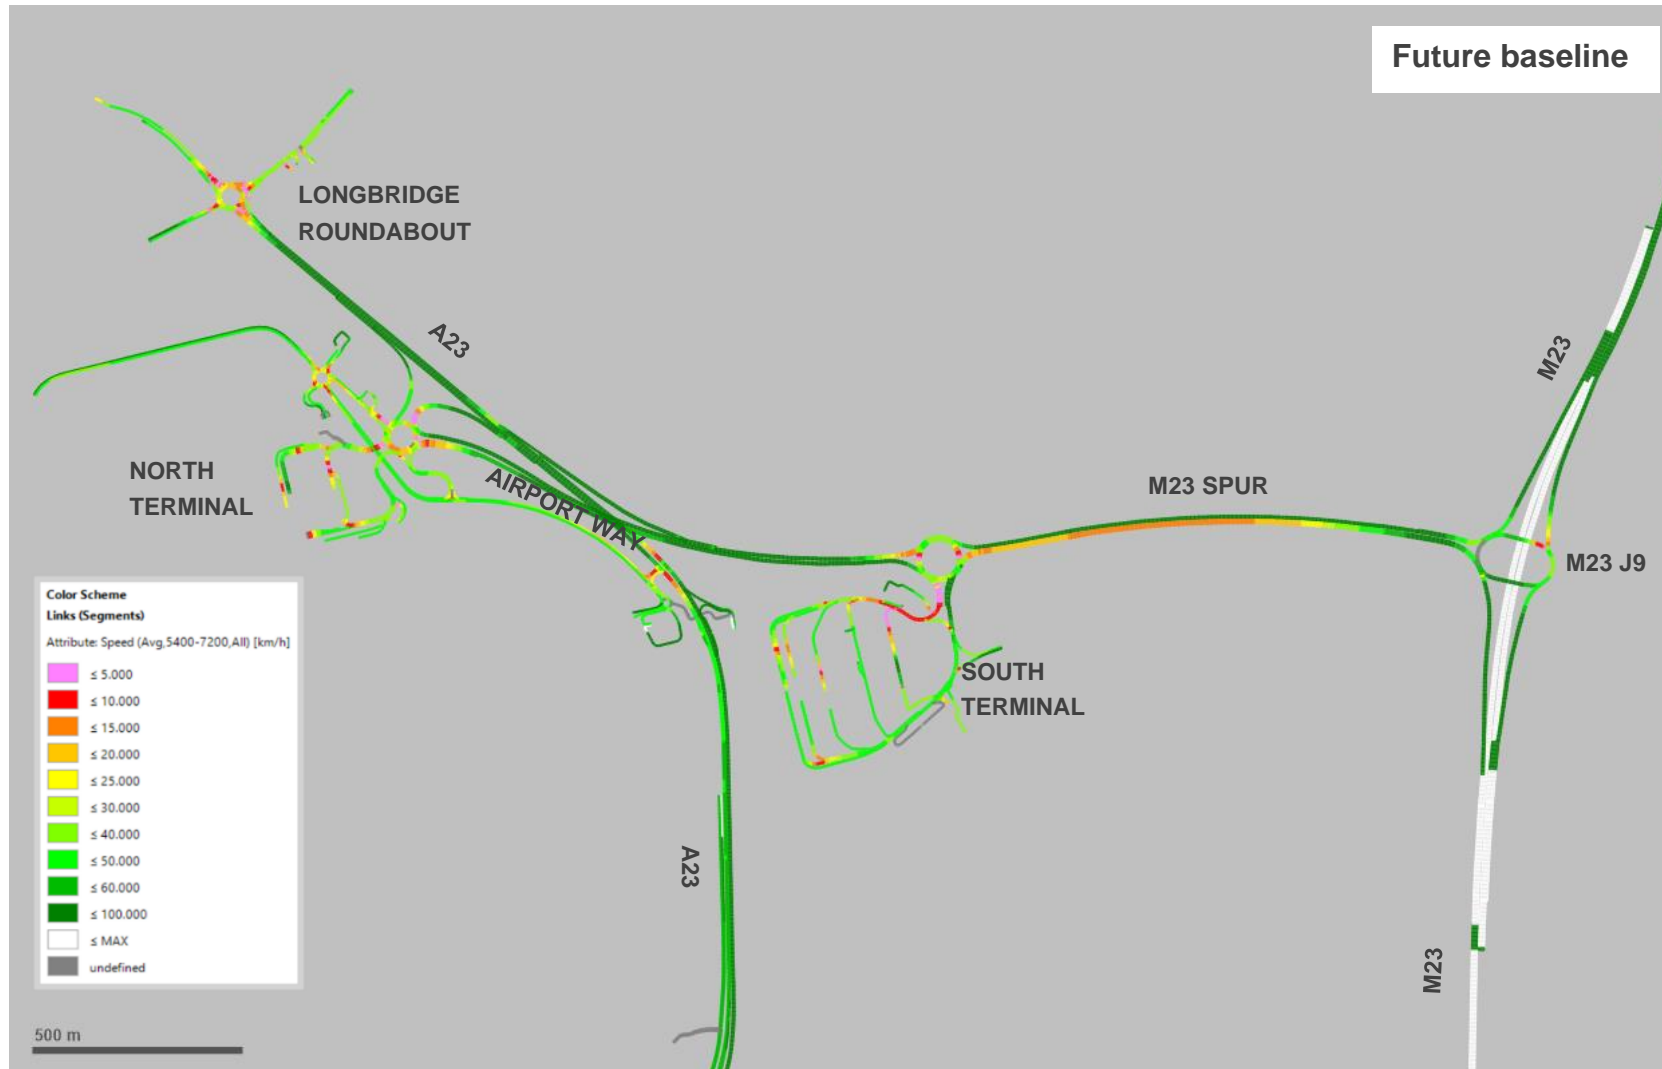 Future baseline
LONGBRIDGE
ROUNDABOUT
A23
M23
NORTH
TERMINAL
AIRPORT WAY
M23 SPUR
M23 J9
SOUTH
TERMINAL
A23
M23
Color Scheme
Links (Segments)
Attribute: Speed (Avg,5400-7200,All) [km/h]
≤ 5.000
≤ 10.000
≤ 15.000
≤ 20.000
≤ 25.000
≤ 30.000
≤ 40.000
≤ 50.000
≤ 60.000
≤ 100.000
≤ MAX
undefined
500 m